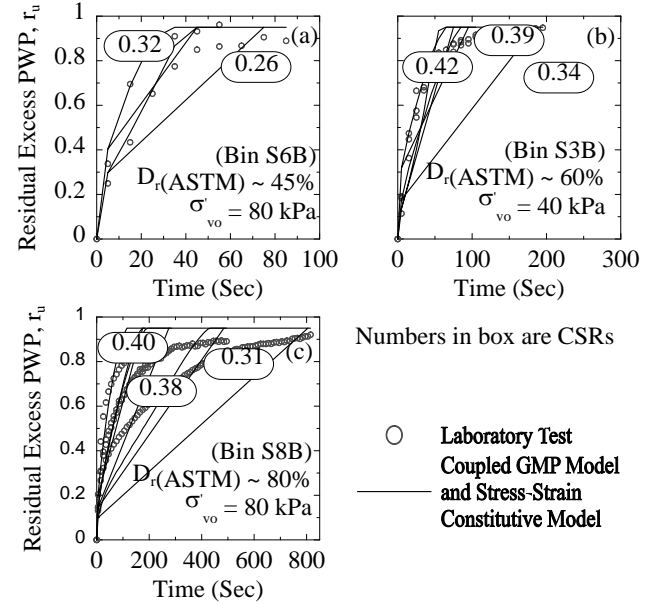 Residual Excess PWP, r_u
1
0.8
0.6
0.4
0.2
0
(a)
0.32
0.26
(Bin S6B)
D_r(ASTM) ~ 45%
σ'_vo = 80 kPa
0 20 40 60 80 100
Time (Sec)
(b)
0.39
0.42
0.34
(Bin S3B)
D_r(ASTM) ~ 60%
σ'_vo = 40 kPa
0 100 200 300
Time (Sec)
Residual Excess PWP, r_u
1
0.8
0.6
0.4
0.2
0
0.40
0.31
(c)
0.38
(Bin S8B)
D_r(ASTM) ~ 80%
σ'_vo = 80 kPa
0 200 400 600 800
Time (Sec)
Numbers in box are CSRs
Laboratory Test
Coupled GMP Model
and Stress-Strain
Constitutive Model